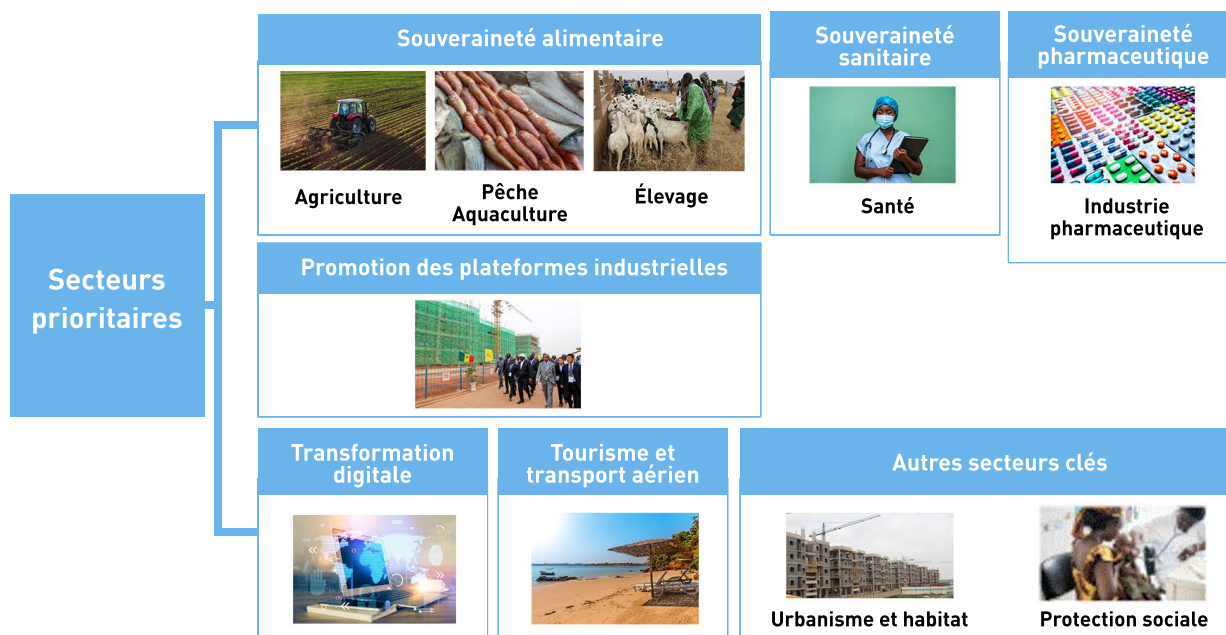 Secteurs
prioritaires
Souveraineté alimentaire
Agriculture
Pêche
Aquaculture
Élevage
Souveraineté
sanitaire
Santé
Souveraineté
pharmaceutique
Industrie
pharmaceutique
Promotion des plateformes industrielles
Transformation
digitale
Tourisme et
transport aérien
Autres secteurs clés
Urbanisme et habitat
Protection sociale